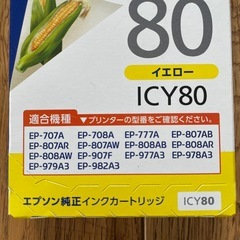 80
イエロー
ICY80
適合機種 ▼プリンターの型番をご確認ください。
EP-707A EP-708A EP-777A EP-807AB
EP-807AR EP-807AW EP-808AB EP-808AR
EP-808AW EP-907F EP-977A3 EP-978A3
EP-979A3 EP-982A3
エプソン純正インクカートリッジ ICY80